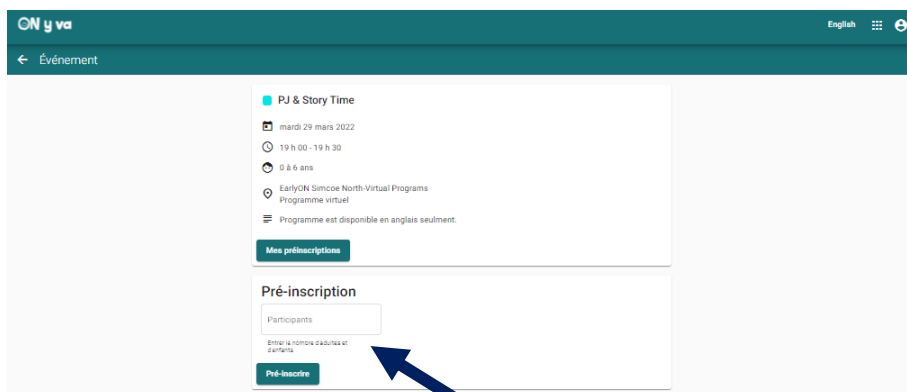 ON y va
English
Événement
PJ & Story Time
mardi 29 mars 2022
19 h 00 - 19 h 30
0 à 6 ans
EarlyON Simcoe North-Virtual Programs
Programme virtuel
Programme est disponible en anglais seulment.
Mes préinscriptions
Pré-inscription
Participants
Entrer le nombre d'adultes et
d'enfants
Pré-inscrire